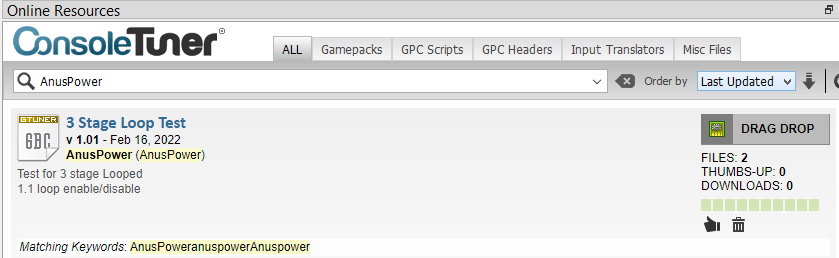 Online Resources
ConsoleTuner®
ALL Gamepacks GPC Scripts GPC Headers Input Translators Misc Files
AnusPower Order by Last Updated
GTUNER
GBC
3 Stage Loop Test
v 1.01 - Feb 16, 2022
AnusPower (AnusPower)
Test for 3 stage Looped
1.1 loop enable/disable
DRAG DROP
FILES: 2
THUMBS-UP: 0
DOWNLOADS: 0
Matching Keywords: AnusPoweranuspowerAnuspower